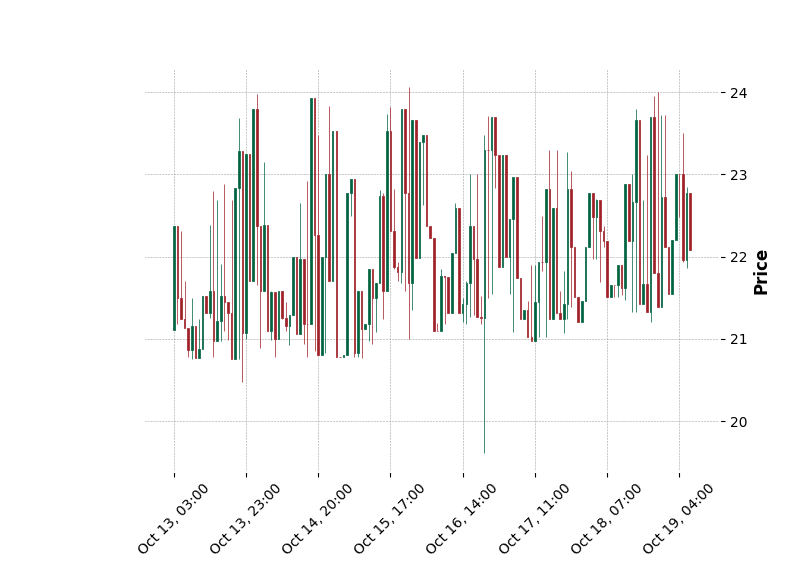 24
23
22
21
20
Price
Oct 13, 03:00
Oct 13, 23:00
Oct 14, 20:00
Oct 15, 17:00
Oct 16, 14:00
Oct 17, 11:00
Oct 18, 07:00
Oct 19, 04:00